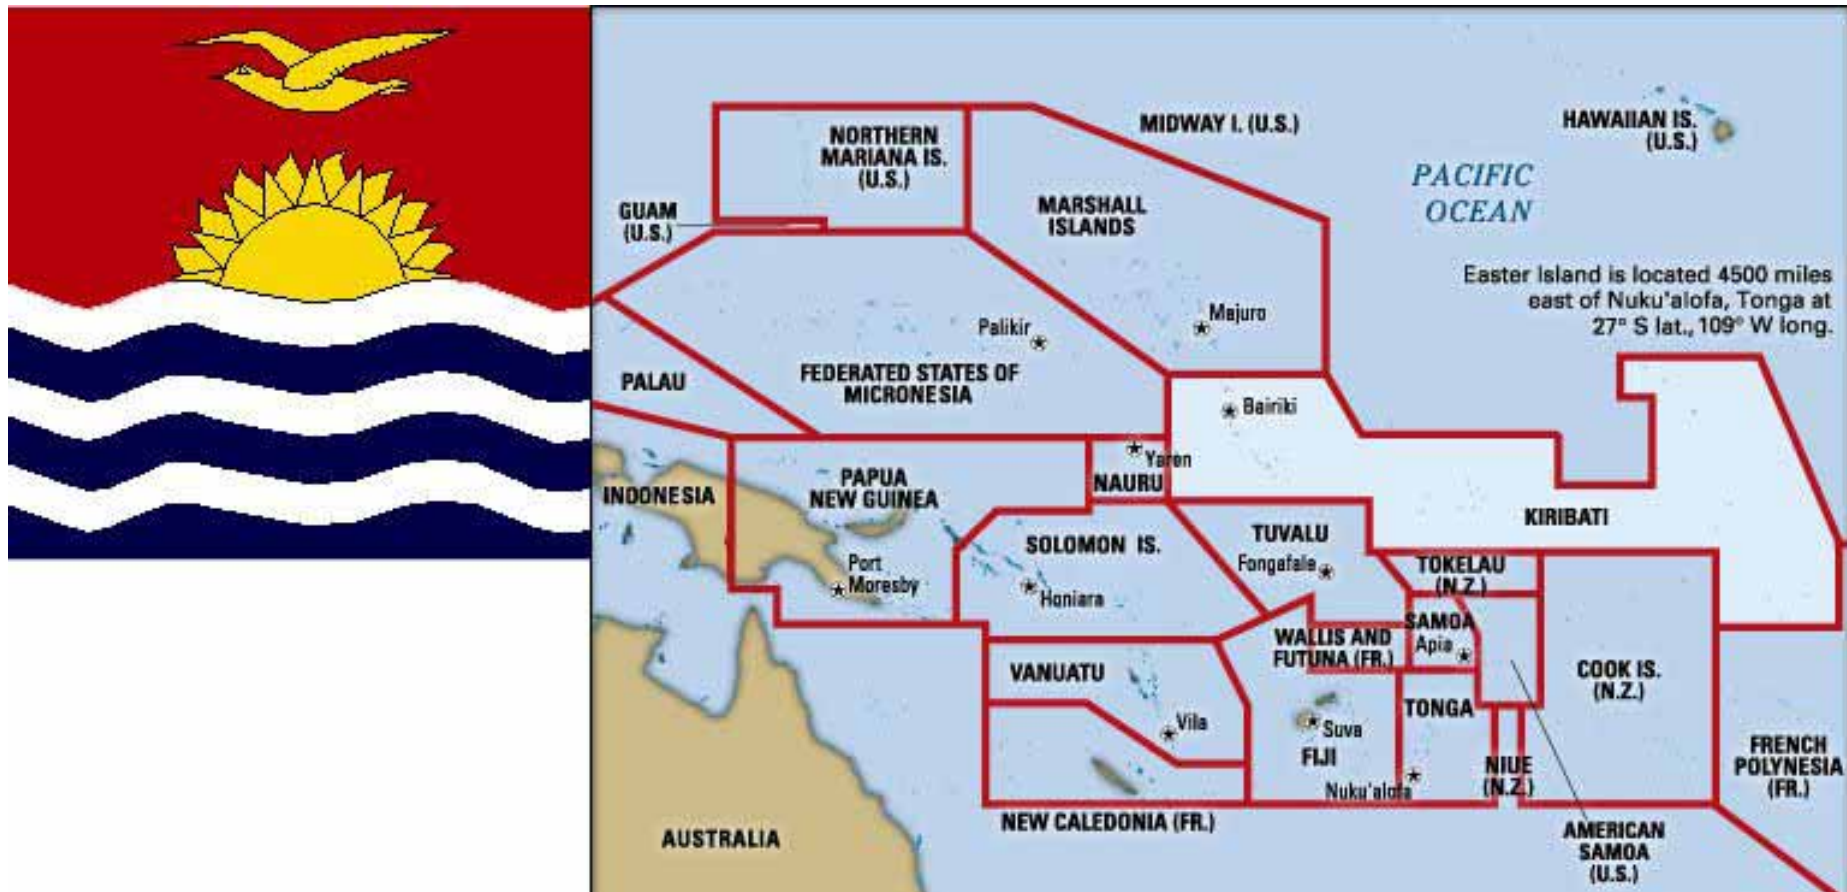 MIDWAY I. (U.S.)
HAWAIIAN IS.
(U.S.)
NORTHERN
MARIANA IS.
(U.S.)
PACIFIC
OCEAN
GUAM
(U.S.)
MARSHALL
ISLANDS
Easter Island is located 4500 miles
east of Nuku'alofa, Tonga at
27° S lat., 109° W long.
Majuro
Palikir
PALAU
FEDERATED STATES OF
MICRONESIA
Bairiki
Yaren
NAURU
INDONESIA
PAPUA
NEW GUINEA
KIRIBATI
SOLOMON IS.
TUVALU
Fongafale
TOKELAU
(N.Z.)
Port
Moresby
Honiara
SAMOA
Apia
WALLIS AND
FUTUNA (FR.)
VANUATU
COOK IS.
(N.Z.)
TONGA
Vila
Suva
FIJI
NIUE
(N.Z.)
FRENCH
POLYNESIA
(FR.)
Nuku'alofa
NEW CALEDONIA (FR.)
AUSTRALIA
AMERICAN
SAMOA
(U.S.)